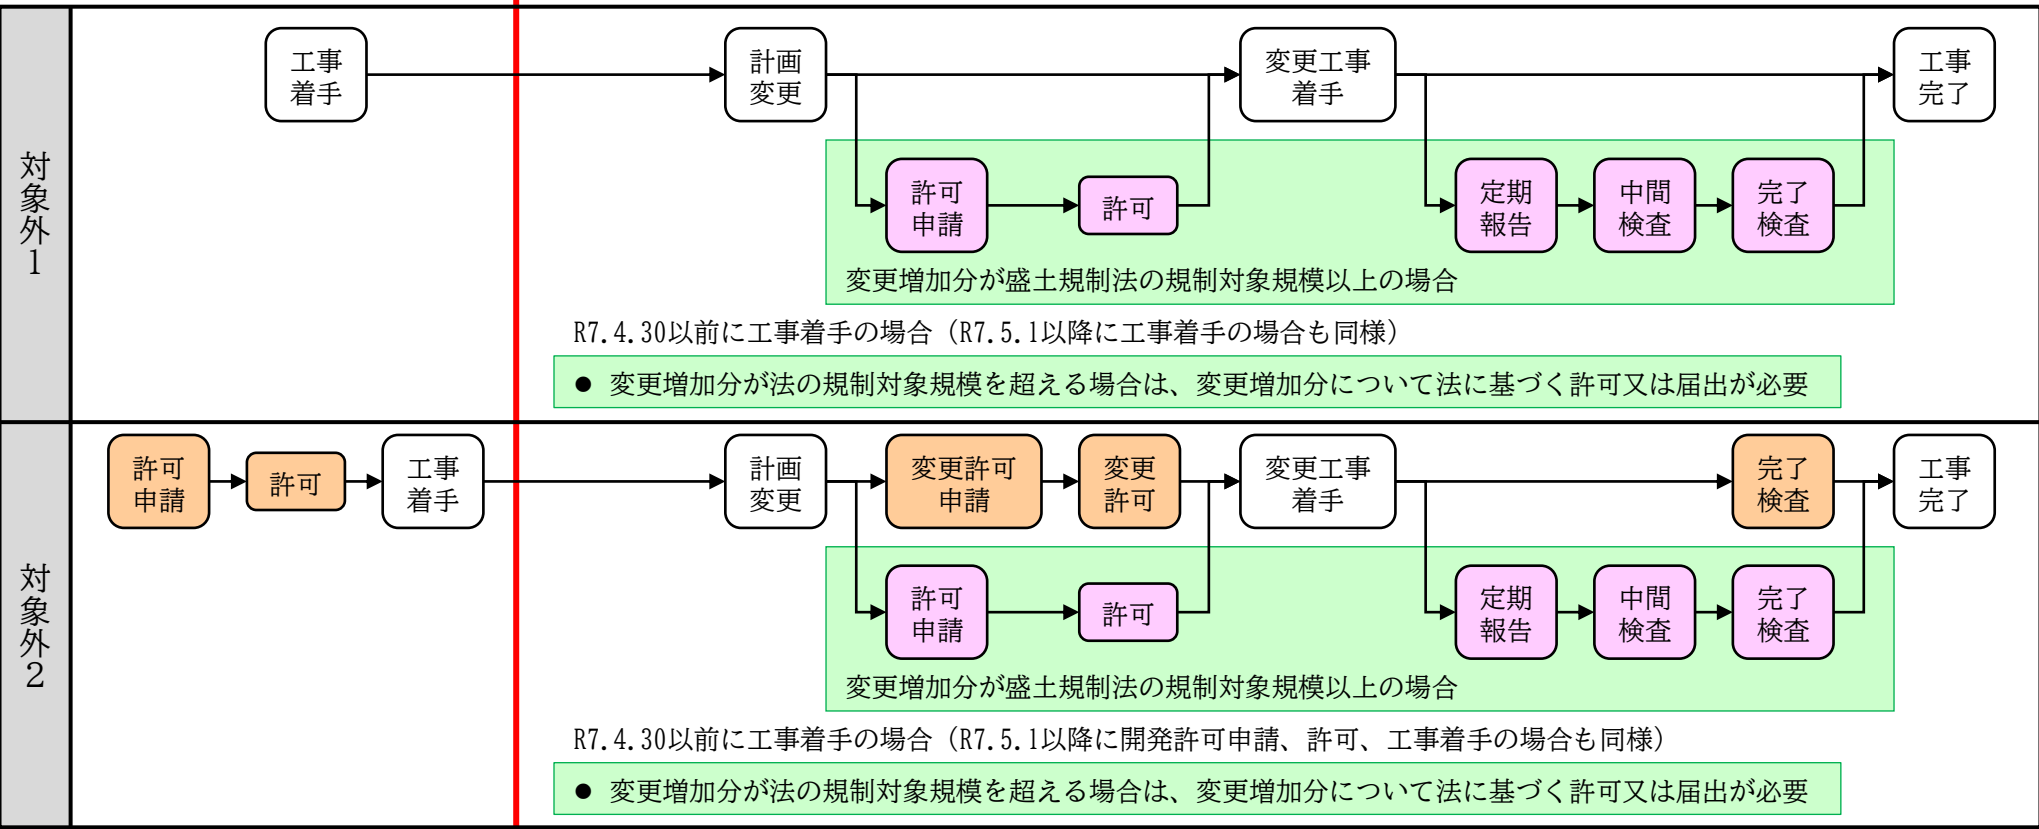 対象外1
工事
着手
計画
変更
変更工事
着手
工事
完了
許可
申請
許可
定期
報告
中間
検査
完了
検査
変更増加分が盛土規制法の規制対象規模以上の場合
R7.4.30以前に工事着手の場合（R7.5.1以降に工事着手の場合も同様）
● 変更増加分が法の規制対象規模を超える場合は、変更増加分について法に基づく許可又は届出が必要
対象外2
許可
申請
許可
工事
着手
計画
変更
変更許可
申請
変更
許可
変更工事
着手
完了
検査
工事
完了
許可
申請
許可
定期
報告
中間
検査
完了
検査
変更増加分が盛土規制法の規制対象規模以上の場合
R7.4.30以前に工事着手の場合（R7.5.1以降に開発許可申請、許可、工事着手の場合も同様）
● 変更増加分が法の規制対象規模を超える場合は、変更増加分について法に基づく許可又は届出が必要